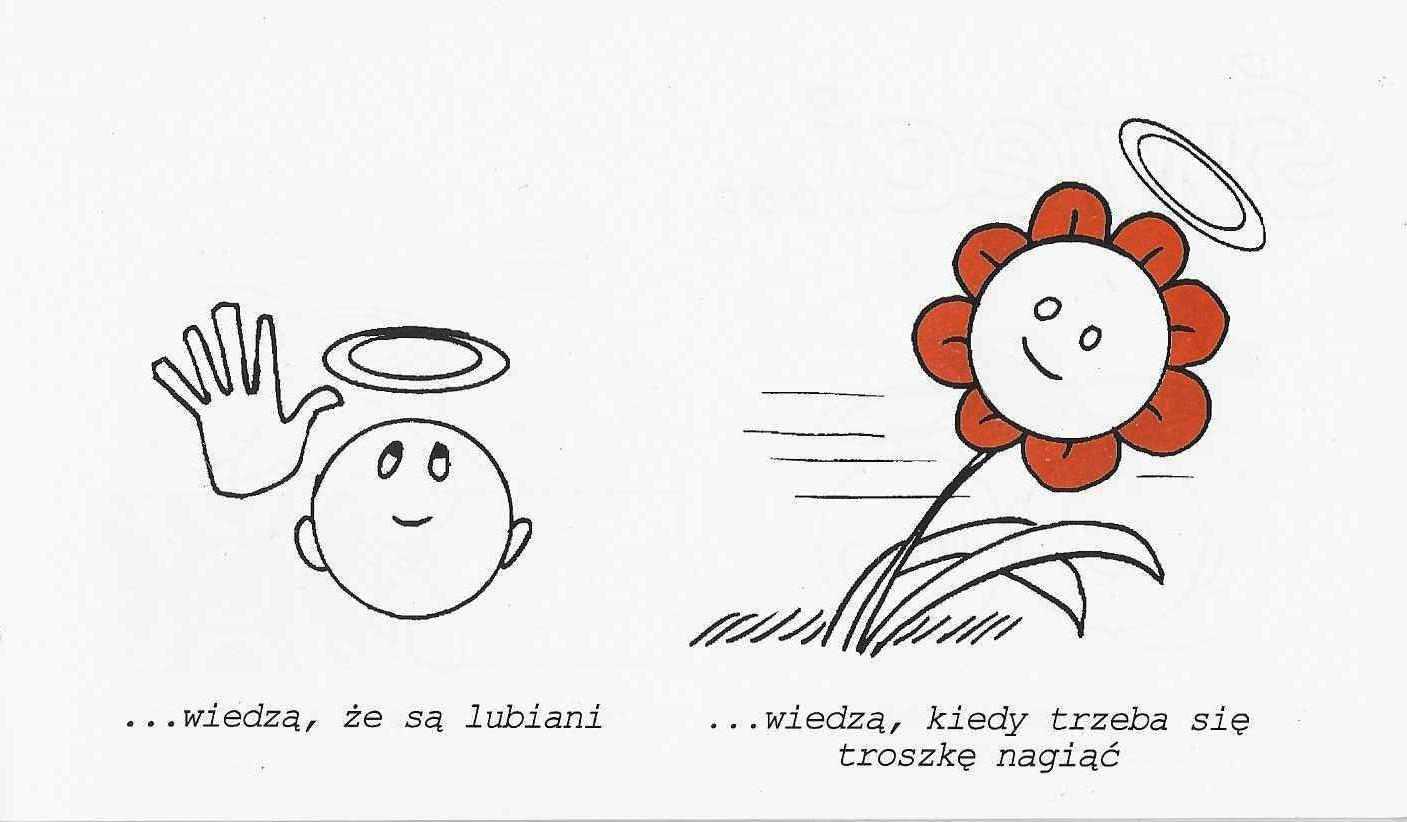 ...wiedzą, że są lubiani
...wiedzą, kiedy trzeba się
troszkę nagiąć